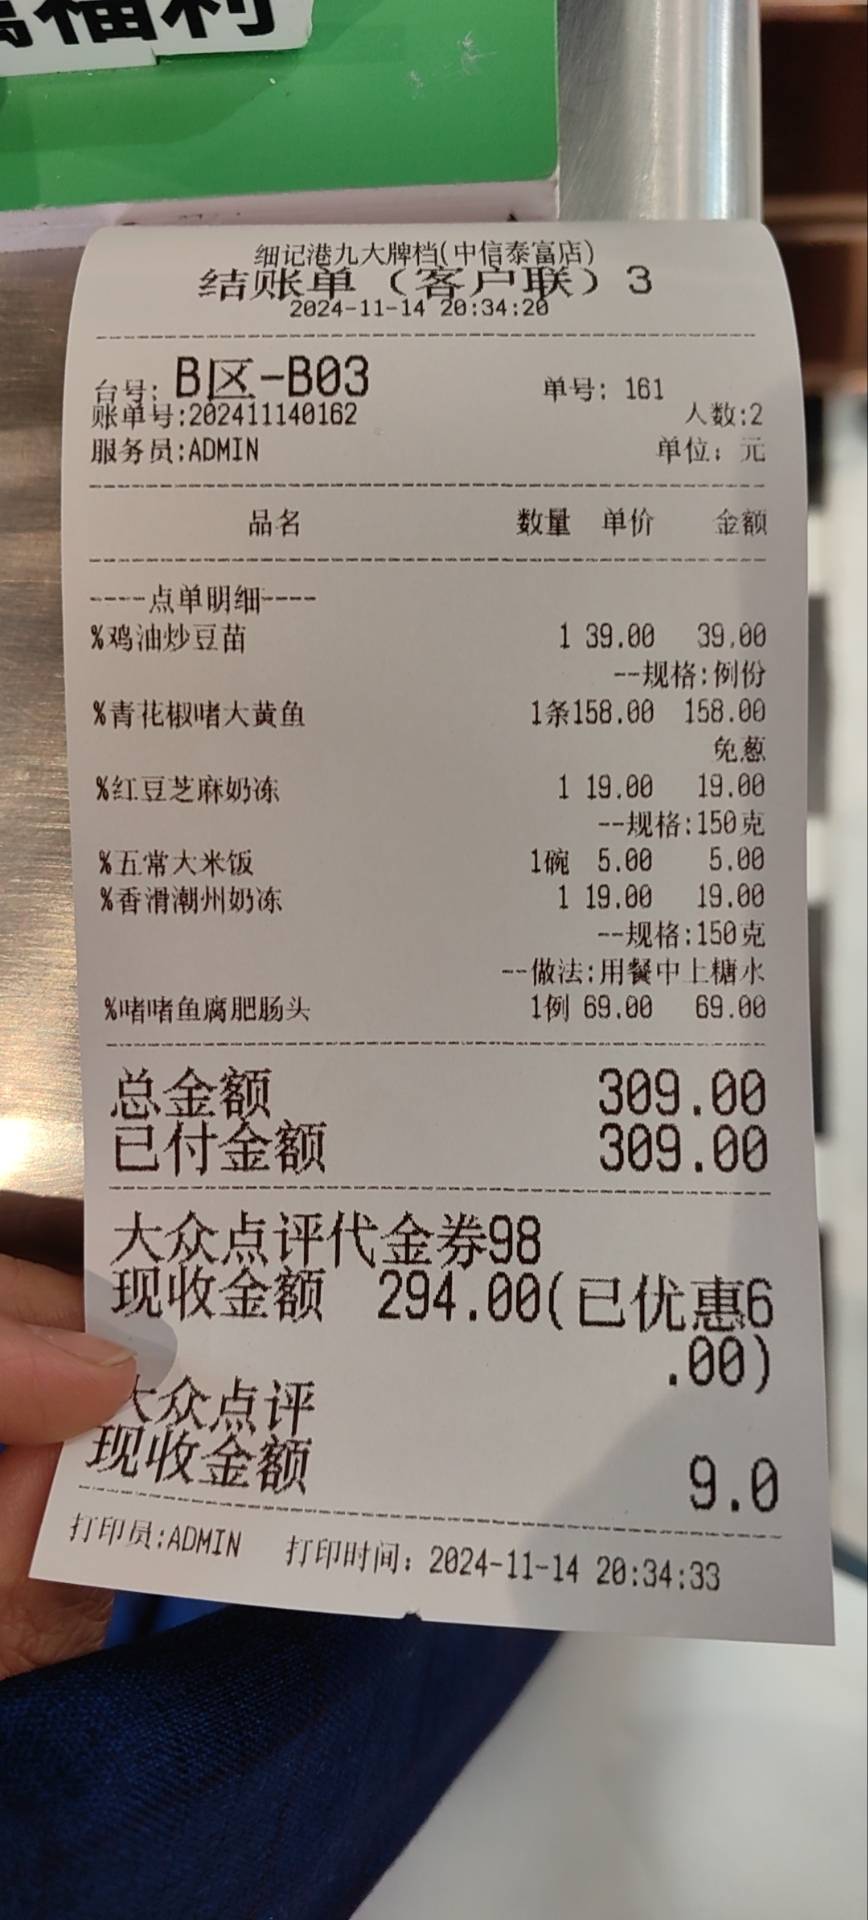 福利
细记港九大牌档(中信泰富店)
结账单（客户联）3
2024-11-14 20:34:20
台号: B区-B03 单号: 161
账单号:202411140162 人数:2
服务员:ADMIN 单位: 元
品名 数量 单价 金额
----点单明细----
%鸡油炒豆苗 1 39.00 39.00
--规格:例份
%青花椒啫大黄鱼 1条158.00 158.00
免葱
%红豆芝麻奶冻 1 19.00 19.00
--规格:150克
%五常大米饭 1碗 5.00 5.00
%香滑潮州奶冻 1 19.00 19.00
--规格:150克
--做法:用餐中上糖水
%啫啫鱼腐肥肠头 1例 69.00 69.00
总金额 309.00
已付金额 309.00
大众点评代金券98
现收金额 294.00(已优惠6
.00)
大众点评
现收金额 9.0
打印员:ADMIN 打印时间: 2024-11-14 20:34:33